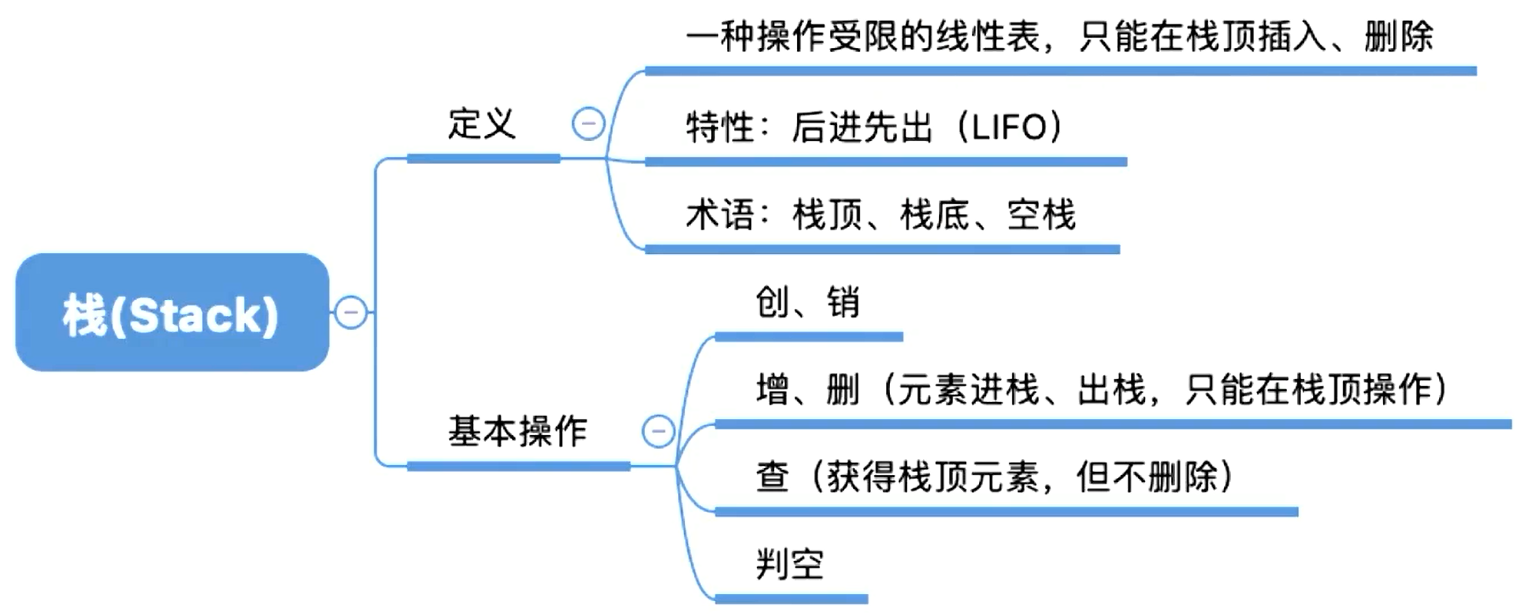 栈(Stack)
定义
一种操作受限的线性表，只能在栈顶插入、删除
特性：后进先出（LIFO）
术语：栈顶、栈底、空栈
基本操作
创、销
增、删（元素进栈、出栈，只能在栈顶操作）
查（获得栈顶元素，但不删除）
判空